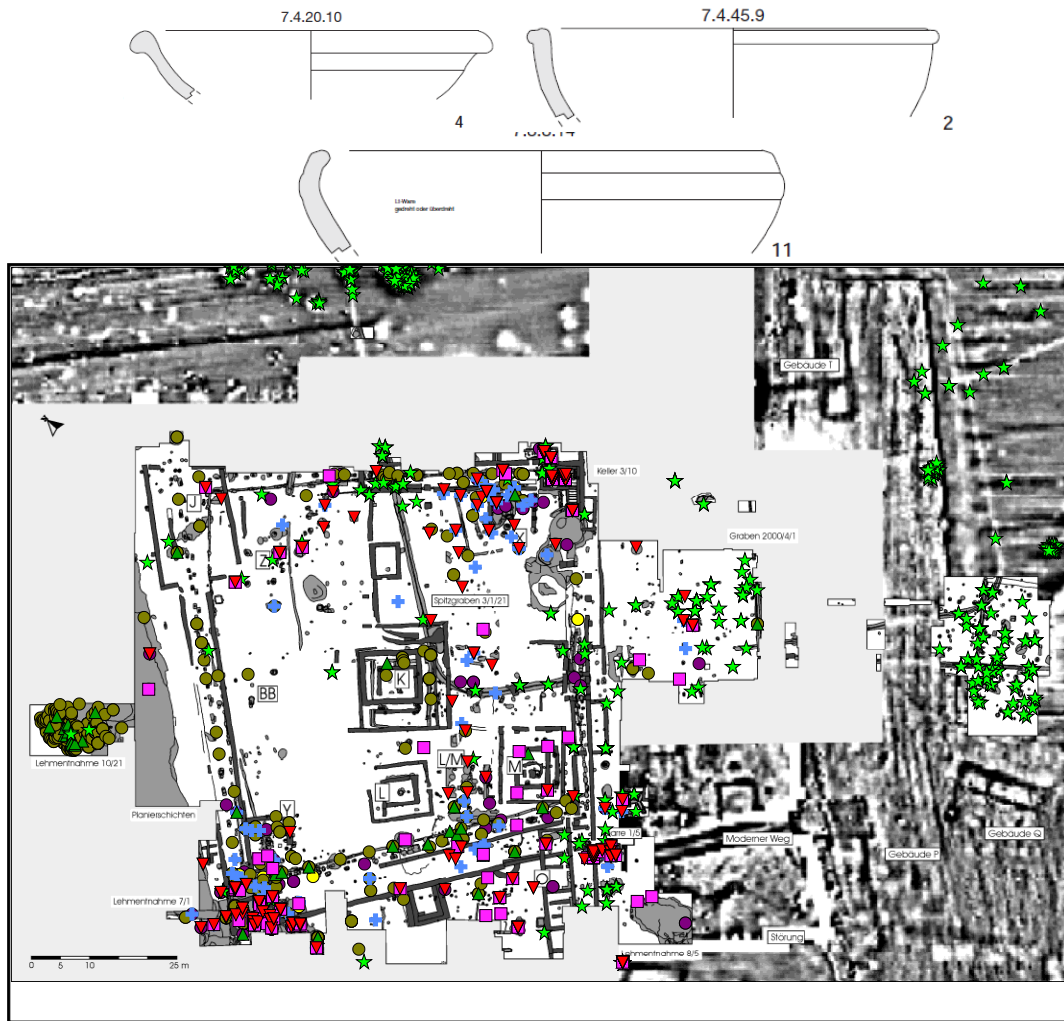 7.4.20.10
7.4.45.9
4
2
LI-Ware
gedreht oder überdreht
11
Gebäude T
Keller 3/10
J
Graben 2000/4/1
X
Z
Spitzgraben 3/1/21
K
BB
Lehmentnahme 10/21
L/M
M
L
Planierschichten
Y
Moderner Weg
Gebäude Q
Gebäude P
Lehmentnahme 7/1
Störung
Lehmentnahme 8/5
0 5 10 25 m